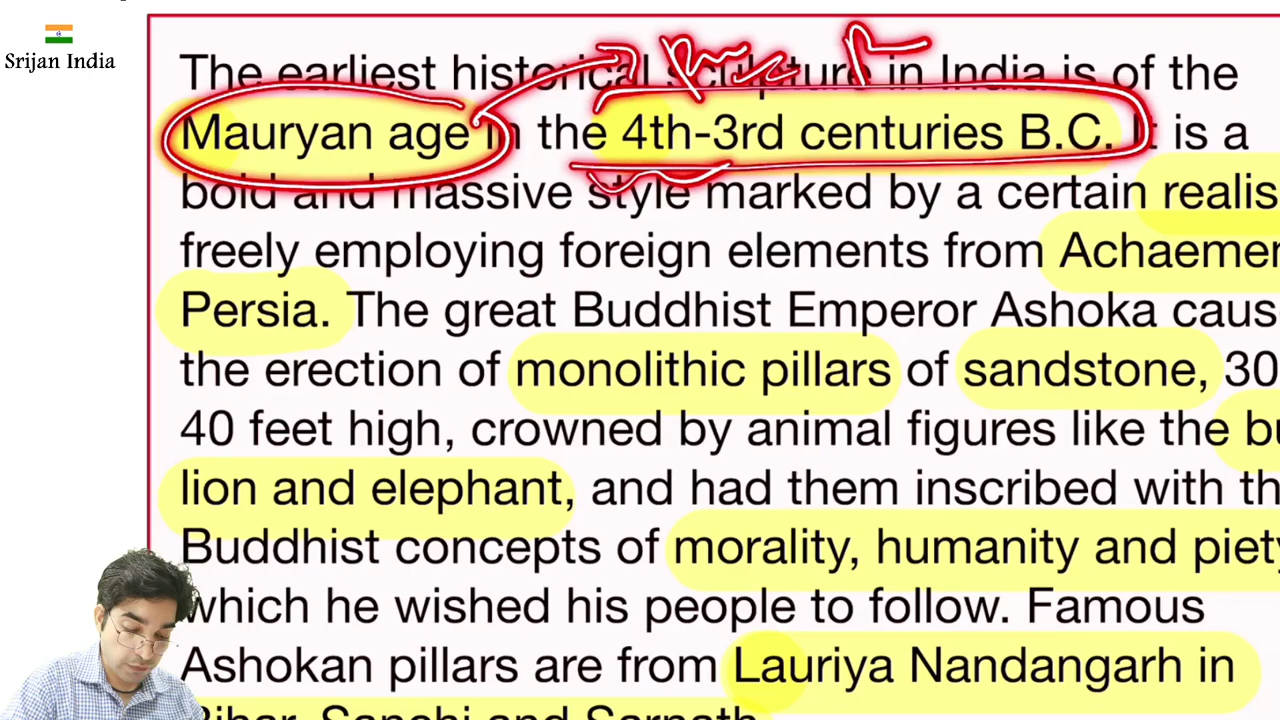 Srijan India
The earliest historical sculpture in India is of the
Mauryan age in the 4th-3rd centuries B.C. It is a
bold and massive style marked by a certain realis
freely employing foreign elements from Achaemen
Persia. The great Buddhist Emperor Ashoka caus
the erection of monolithic pillars of sandstone, 30
40 feet high, crowned by animal figures like the bu
lion and elephant, and had them inscribed with th
Buddhist concepts of morality, humanity and piety
which he wished his people to follow. Famous
Ashokan pillars are from Lauriya Nandangarh in
Bihar, Sanchi and Sarnath